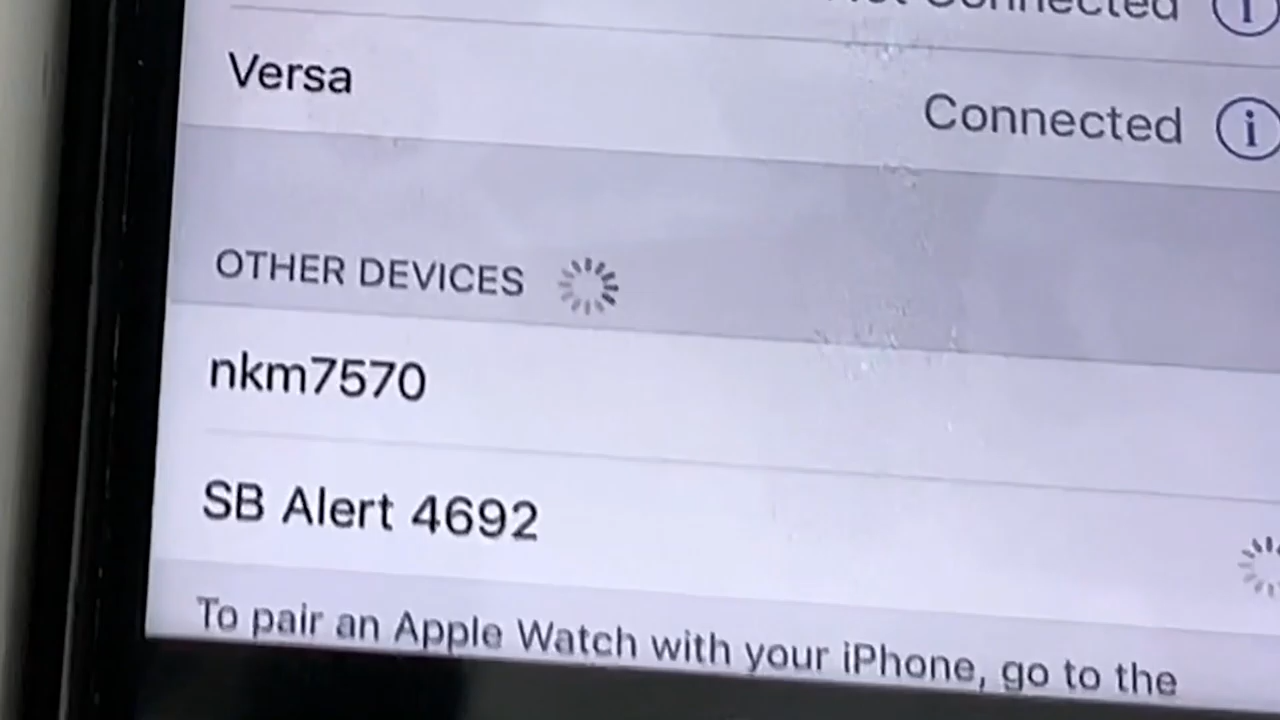 Connected
Versa
Connected
OTHER DEVICES
nkm7570
SB Alert 4692
To pair an Apple Watch with your iPhone, go to the